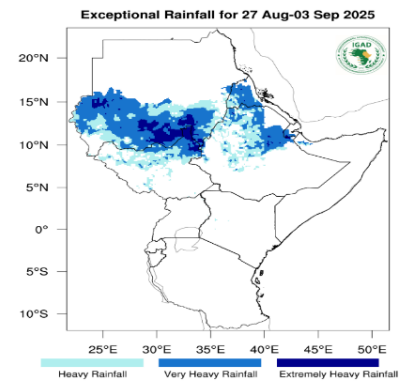 Exceptional Rainfall for 27 Aug-03 Sep 2025
IGAD
20°N
15°N
10°N
5°N
0°
5°S
10°S
25°E 30°E 35°E 40°E 45°E 50°E
Heavy Rainfall Very Heavy Rainfall Extremely Heavy Rainfall